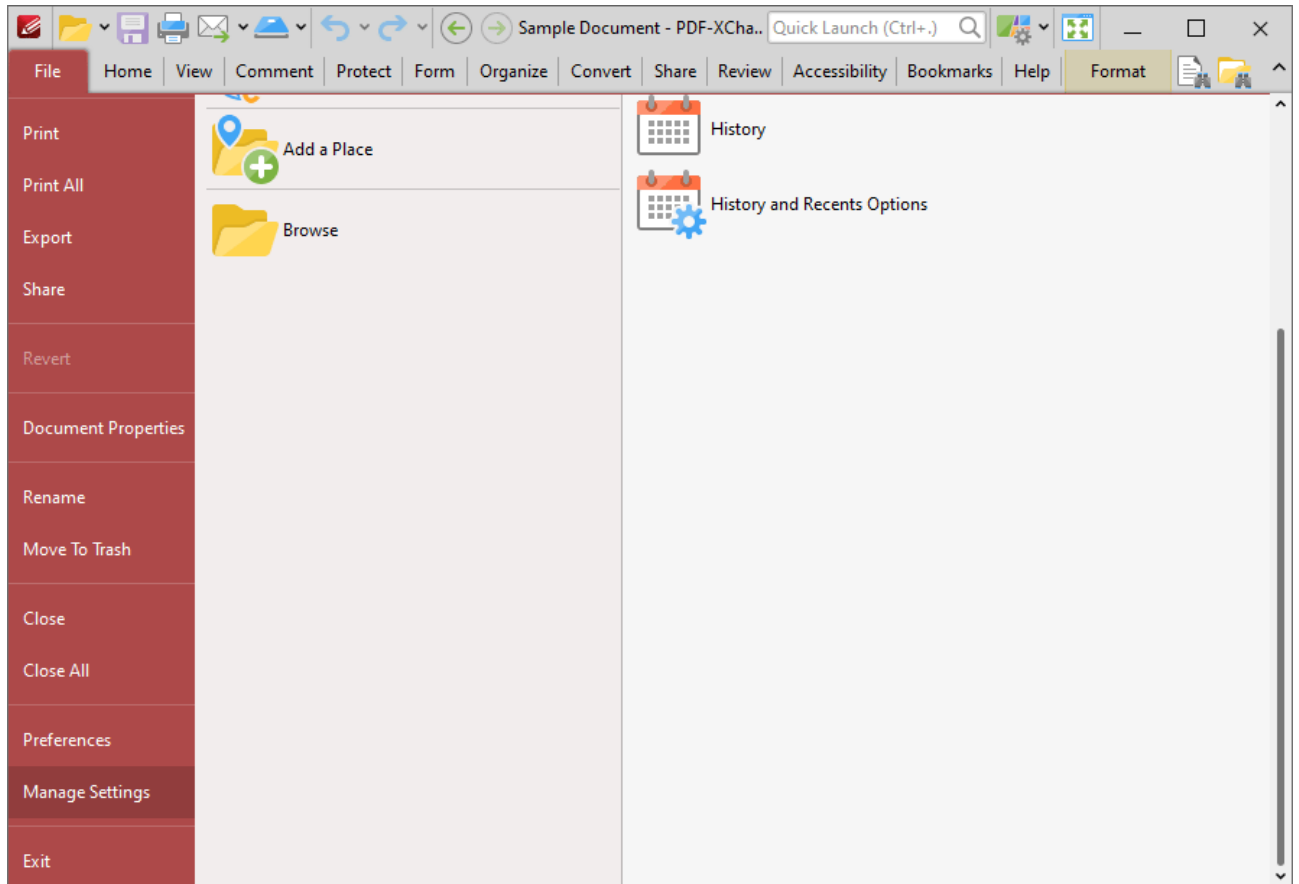 Sample Document - PDF-XCha..
Quick Launch (Ctrl+.)
File
Home
View
Comment
Protect
Form
Organize
Convert
Share
Review
Accessibility
Bookmarks
Help
Format
Print
Print All
Export
Share
Revert
Document Properties
Rename
Move To Trash
Close
Close All
Preferences
Manage Settings
Exit
Add a Place
Browse
History
History and Recents Options